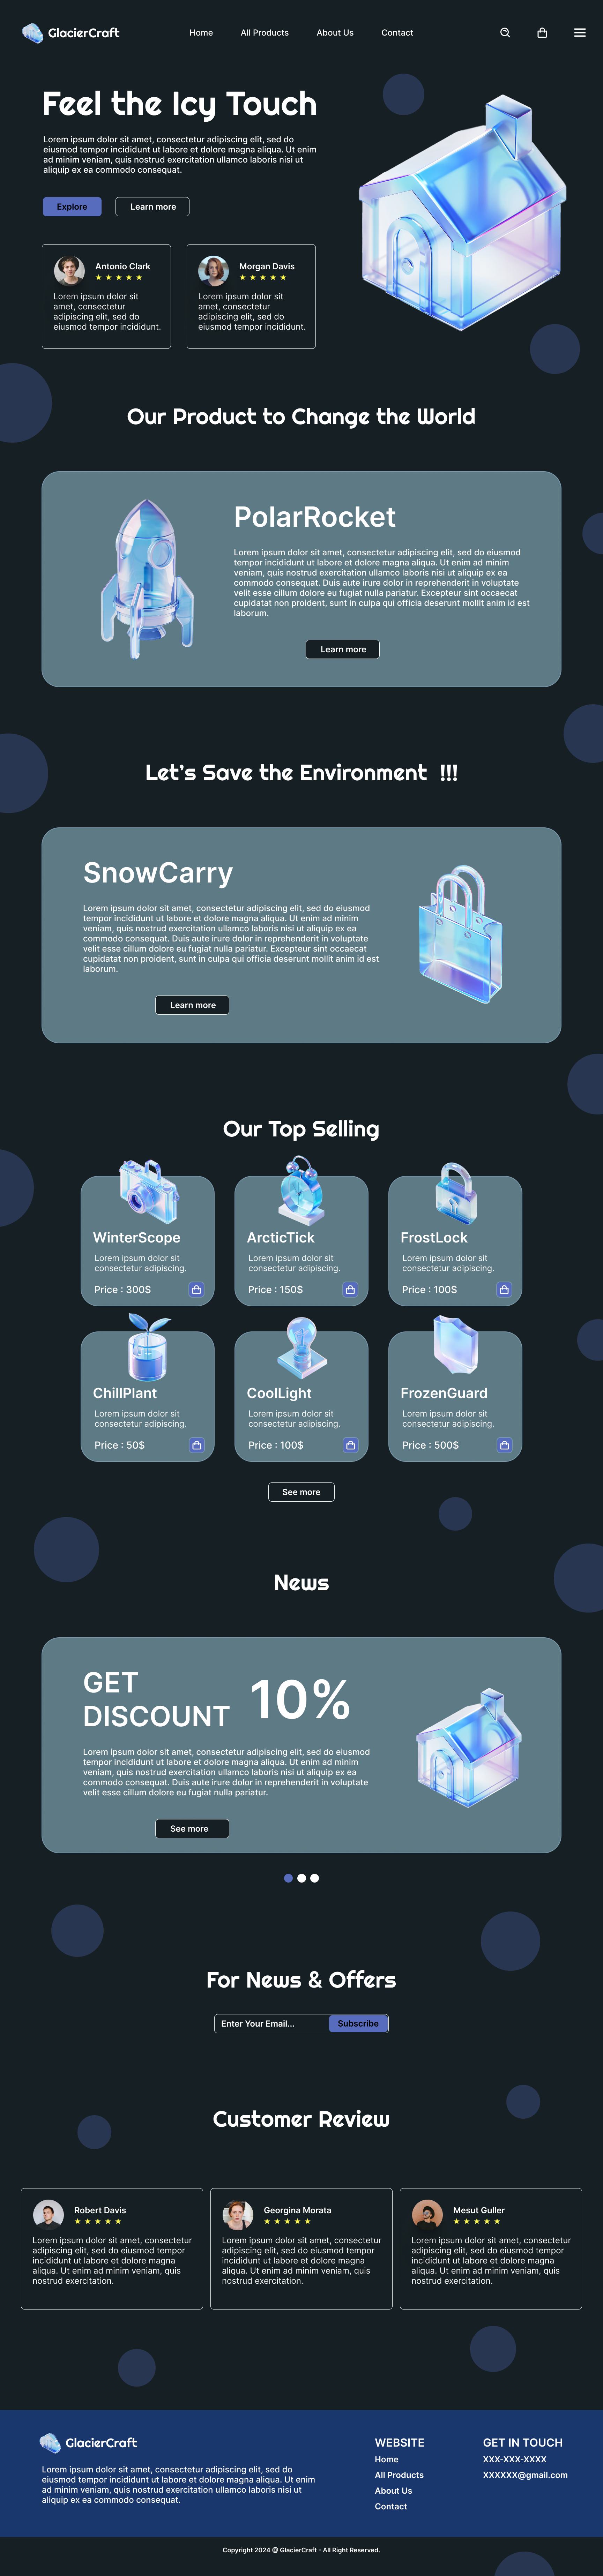 GlacierCraft
Home
All Products
About Us
Contact
Feel the Icy Touch
Lorem ipsum dolor sit amet, consectetur adipiscing elit, sed do
eiusmod tempor incididunt ut labore et dolore magna aliqua. Ut enim
ad minim veniam, quis nostrud exercitation ullamco laboris nisi ut
aliquip ex ea commodo consequat.
Explore
Learn more
Antonio Clark
Lorem ipsum dolor sit
amet, consectetur
adipiscing elit, sed do
eiusmod tempor incididunt.
Morgan Davis
Lorem ipsum dolor sit
amet, consectetur
adipiscing elit, sed do
eiusmod tempor incididunt.
Our Product to Change the World
PolarRocket
Lorem ipsum dolor sit amet, consectetur adipiscing elit, sed do eiusmod
tempor incididunt ut labore et dolore magna aliqua. Ut enim ad minim
veniam, quis nostrud exercitation ullamco laboris nisi ut aliquip ex ea
commodo consequat. Duis aute irure dolor in reprehenderit in voluptate
velit esse cillum dolore eu fugiat nulla pariatur. Excepteur sint occaecat
cupidatat non proident, sunt in culpa qui officia deserunt mollit anim id est
laborum.
Learn more
Let's Save the Environment !!!
SnowCarry
Lorem ipsum dolor sit amet, consectetur adipiscing elit, sed do eiusmod
tempor incididunt ut labore et dolore magna aliqua. Ut enim ad minim
veniam, quis nostrud exercitation ullamco laboris nisi ut aliquip ex ea
commodo consequat. Duis aute irure dolor in reprehenderit in voluptate
velit esse cillum dolore eu fugiat nulla pariatur. Excepteur sint occaecat
cupidatat non proident, sunt in culpa qui officia deserunt mollit anim id est
laborum.
Learn more
Our Top Selling
WinterScope
Lorem ipsum dolor sit
consectetur adipiscing.
Price : 300$
ArcticTick
Lorem ipsum dolor sit
consectetur adipiscing.
Price : 150$
FrostLock
Lorem ipsum dolor sit
consectetur adipiscing.
Price : 100$
ChillPlant
Lorem ipsum dolor sit
consectetur adipiscing.
Price : 50$
CoolLight
Lorem ipsum dolor sit
consectetur adipiscing.
Price : 100$
FrozenGuard
Lorem ipsum dolor sit
consectetur adipiscing.
Price : 500$
See more
News
GET
DISCOUNT 10%
Lorem ipsum dolor sit amet, consectetur adipiscing elit, sed do eiusmod
tempor incididunt ut labore et dolore magna aliqua. Ut enim ad minim
veniam, quis nostrud exercitation ullamco laboris nisi ut aliquip ex ea
commodo consequat. Duis aute irure dolor in reprehenderit in voluptate
velit esse cillum dolore eu fugiat nulla pariatur.
See more
For News & Offers
Enter Your Email...
Subscribe
Customer Review
Robert Davis
Lorem ipsum dolor sit amet, consectetur
adipiscing elit, sed do eiusmod tempor
incididunt ut labore et dolore magna
aliqua. Ut enim ad minim veniam, quis
nostrud exercitation.
Georgina Morata
Lorem ipsum dolor sit amet, consectetur
adipiscing elit, sed do eiusmod tempor
incididunt ut labore et dolore magna
aliqua. Ut enim ad minim veniam, quis
nostrud exercitation.
Mesut Guller
Lorem ipsum dolor sit amet, consectetur
adipiscing elit, sed do eiusmod tempor
incididunt ut labore et dolore magna
aliqua. Ut enim ad minim veniam, quis
nostrud exercitation.
GlacierCraft
Lorem ipsum dolor sit amet, consectetur adipiscing elit, sed do
eiusmod tempor incididunt ut labore et dolore magna aliqua. Ut enim
ad minim veniam, quis nostrud exercitation ullamco laboris nisi ut
aliquip ex ea commodo consequat.
WEBSITE
Home
All Products
About Us
Contact
GET IN TOUCH
XXX-XXX-XXXX
XXXXXX@gmail.com
Copyright 2024 @ GlacierCraft - All Right Reserved.